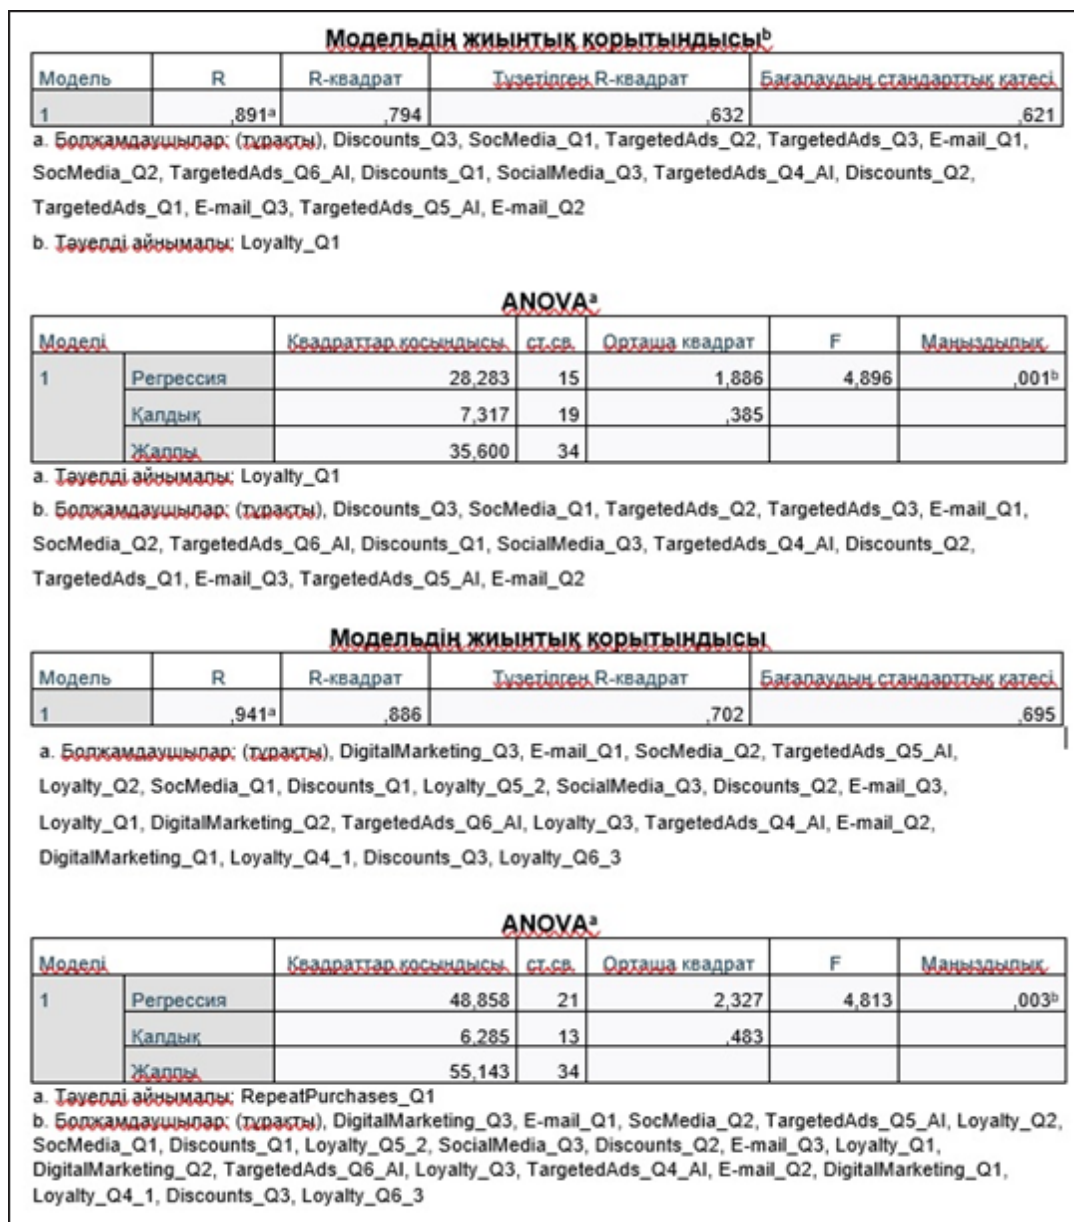 Модельдің жиынтық қорытындысыᵇ
Модель R R-квадрат Түзетілген R-квадрат Бағалаудың стандарттық қатесі
1 ,891ᵃ ,794 ,632 ,621
a. Болжамдаушылар: (тұрақты), Discounts_Q3, SocMedia_Q1, TargetedAds_Q2, TargetedAds_Q3, E-mail_Q1,
SocMedia_Q2, TargetedAds_Q6_AI, Discounts_Q1, SocialMedia_Q3, TargetedAds_Q4_AI, Discounts_Q2,
TargetedAds_Q1, E-mail_Q3, TargetedAds_Q5_AI, E-mail_Q2
b. Тәуелді айнымалы: Loyalty_Q1
ANOVAᵃ
Моделі Квадраттар қосындысы ст.св. Орташа квадрат F Маңыздылық
1 Регрессия 28,283 15 1,886 4,896 ,001ᵇ
Қалдық 7,317 19 ,385
Жалпы 35,600 34
a. Тәуелді айнымалы: Loyalty_Q1
b. Болжамдаушылар: (тұрақты), Discounts_Q3, SocMedia_Q1, TargetedAds_Q2, TargetedAds_Q3, E-mail_Q1,
SocMedia_Q2, TargetedAds_Q6_AI, Discounts_Q1, SocialMedia_Q3, TargetedAds_Q4_AI, Discounts_Q2,
TargetedAds_Q1, E-mail_Q3, TargetedAds_Q5_AI, E-mail_Q2
Модельдің жиынтық қорытындысы
Модель R R-квадрат Түзетілген R-квадрат Бағалаудың стандарттық қатесі
1 ,941ᵃ ,886 ,702 ,695
a. Болжамдаушылар: (тұрақты), DigitalMarketing_Q3, E-mail_Q1, SocMedia_Q2, TargetedAds_Q5_AI,
Loyalty_Q2, SocMedia_Q1, Discounts_Q1, Loyalty_Q5_2, SocialMedia_Q3, Discounts_Q2, E-mail_Q3,
Loyalty_Q1, DigitalMarketing_Q2, TargetedAds_Q6_AI, Loyalty_Q3, TargetedAds_Q4_AI, E-mail_Q2,
DigitalMarketing_Q1, Loyalty_Q4_1, Discounts_Q3, Loyalty_Q6_3
ANOVAᵃ
Моделі Квадраттар қосындысы ст.св. Орташа квадрат F Маңыздылық
1 Регрессия 48,858 21 2,327 4,813 ,003ᵇ
Қалдық 6,285 13 ,483
Жалпы 55,143 34
a. Тәуелді айнымалы: RepeatPurchases_Q1
b. Болжамдаушылар: (тұрақты), DigitalMarketing_Q3, E-mail_Q1, SocMedia_Q2, TargetedAds_Q5_AI, Loyalty_Q2,
SocMedia_Q1, Discounts_Q1, Loyalty_Q5_2, SocialMedia_Q3, Discounts_Q2, E-mail_Q3, Loyalty_Q1,
DigitalMarketing_Q2, TargetedAds_Q6_AI, Loyalty_Q3, TargetedAds_Q4_AI, E-mail_Q2, DigitalMarketing_Q1,
Loyalty_Q4_1, Discounts_Q3, Loyalty_Q6_3